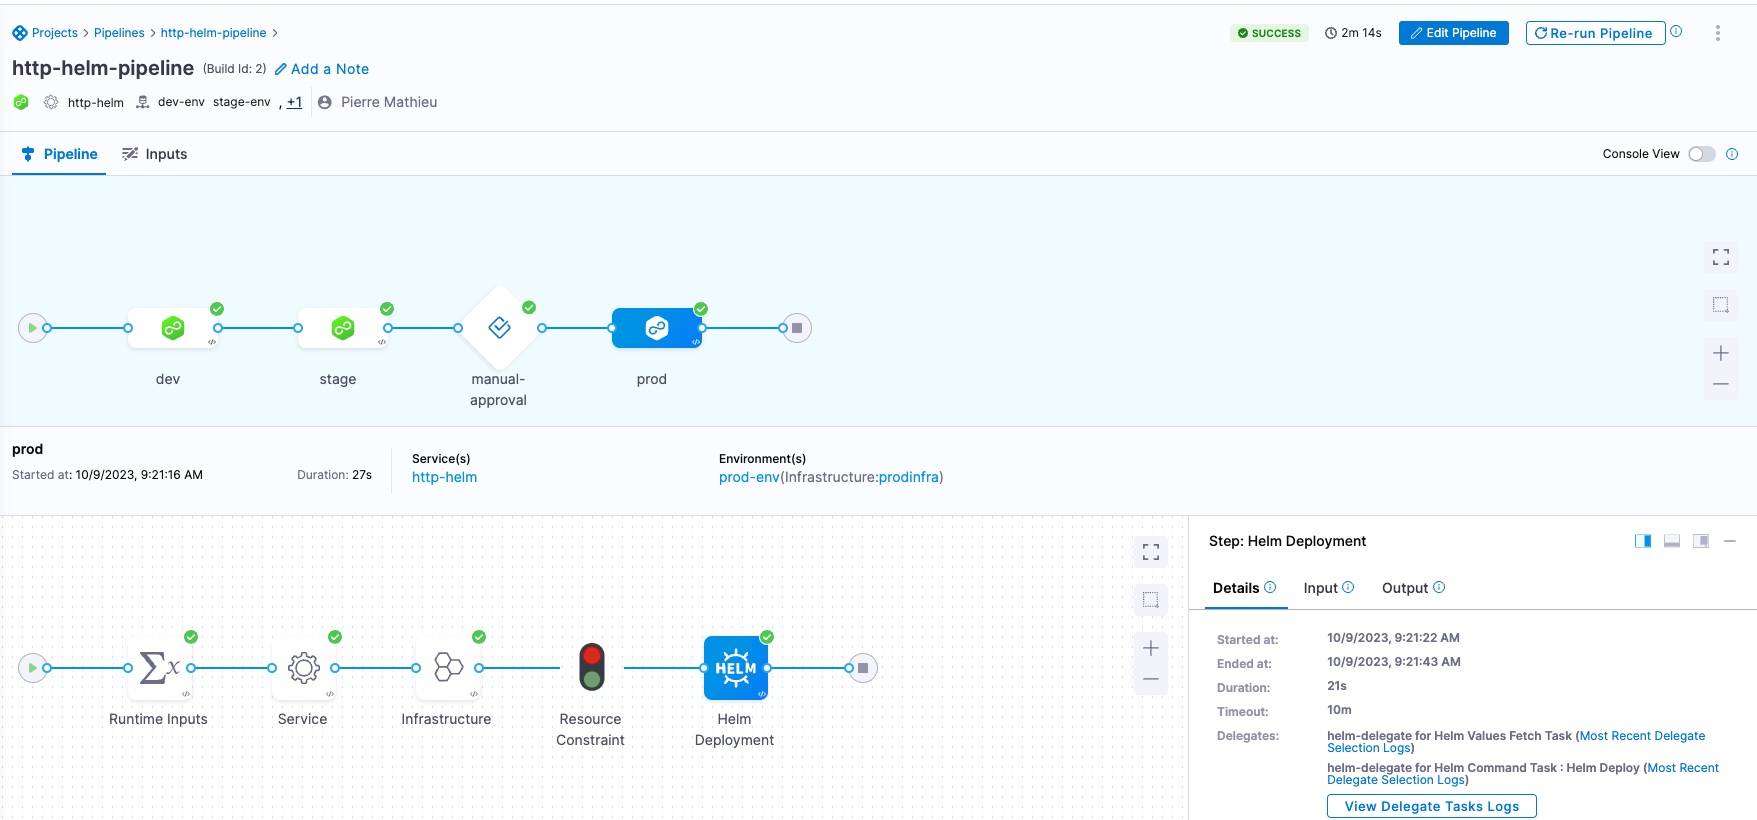 Projects > Pipelines > http-helm-pipeline >
SUCCESS 2m 14s Edit Pipeline Re-run Pipeline
http-helm-pipeline (Build Id: 2) Add a Note
http-helm dev-env stage-env , +1 Pierre Mathieu
Pipeline Inputs
Console View
dev
stage
manual-
approval
prod
prod
Started at: 10/9/2023, 9:21:16 AM Duration: 27s
Service(s)
http-helm
Environment(s)
prod-env(Infrastructure:prodinfra)
HELM
Runtime Inputs
Service
Infrastructure
Resource
Constraint
Helm
Deployment
Step: Helm Deployment
Details Input Output
Started at: 10/9/2023, 9:21:22 AM
Ended at: 10/9/2023, 9:21:43 AM
Duration: 21s
Timeout: 10m
Delegates: helm-delegate for Helm Values Fetch Task (Most Recent Delegate
Selection Logs)
helm-delegate for Helm Command Task : Helm Deploy (Most Recent
Delegate Selection Logs)
View Delegate Tasks Logs